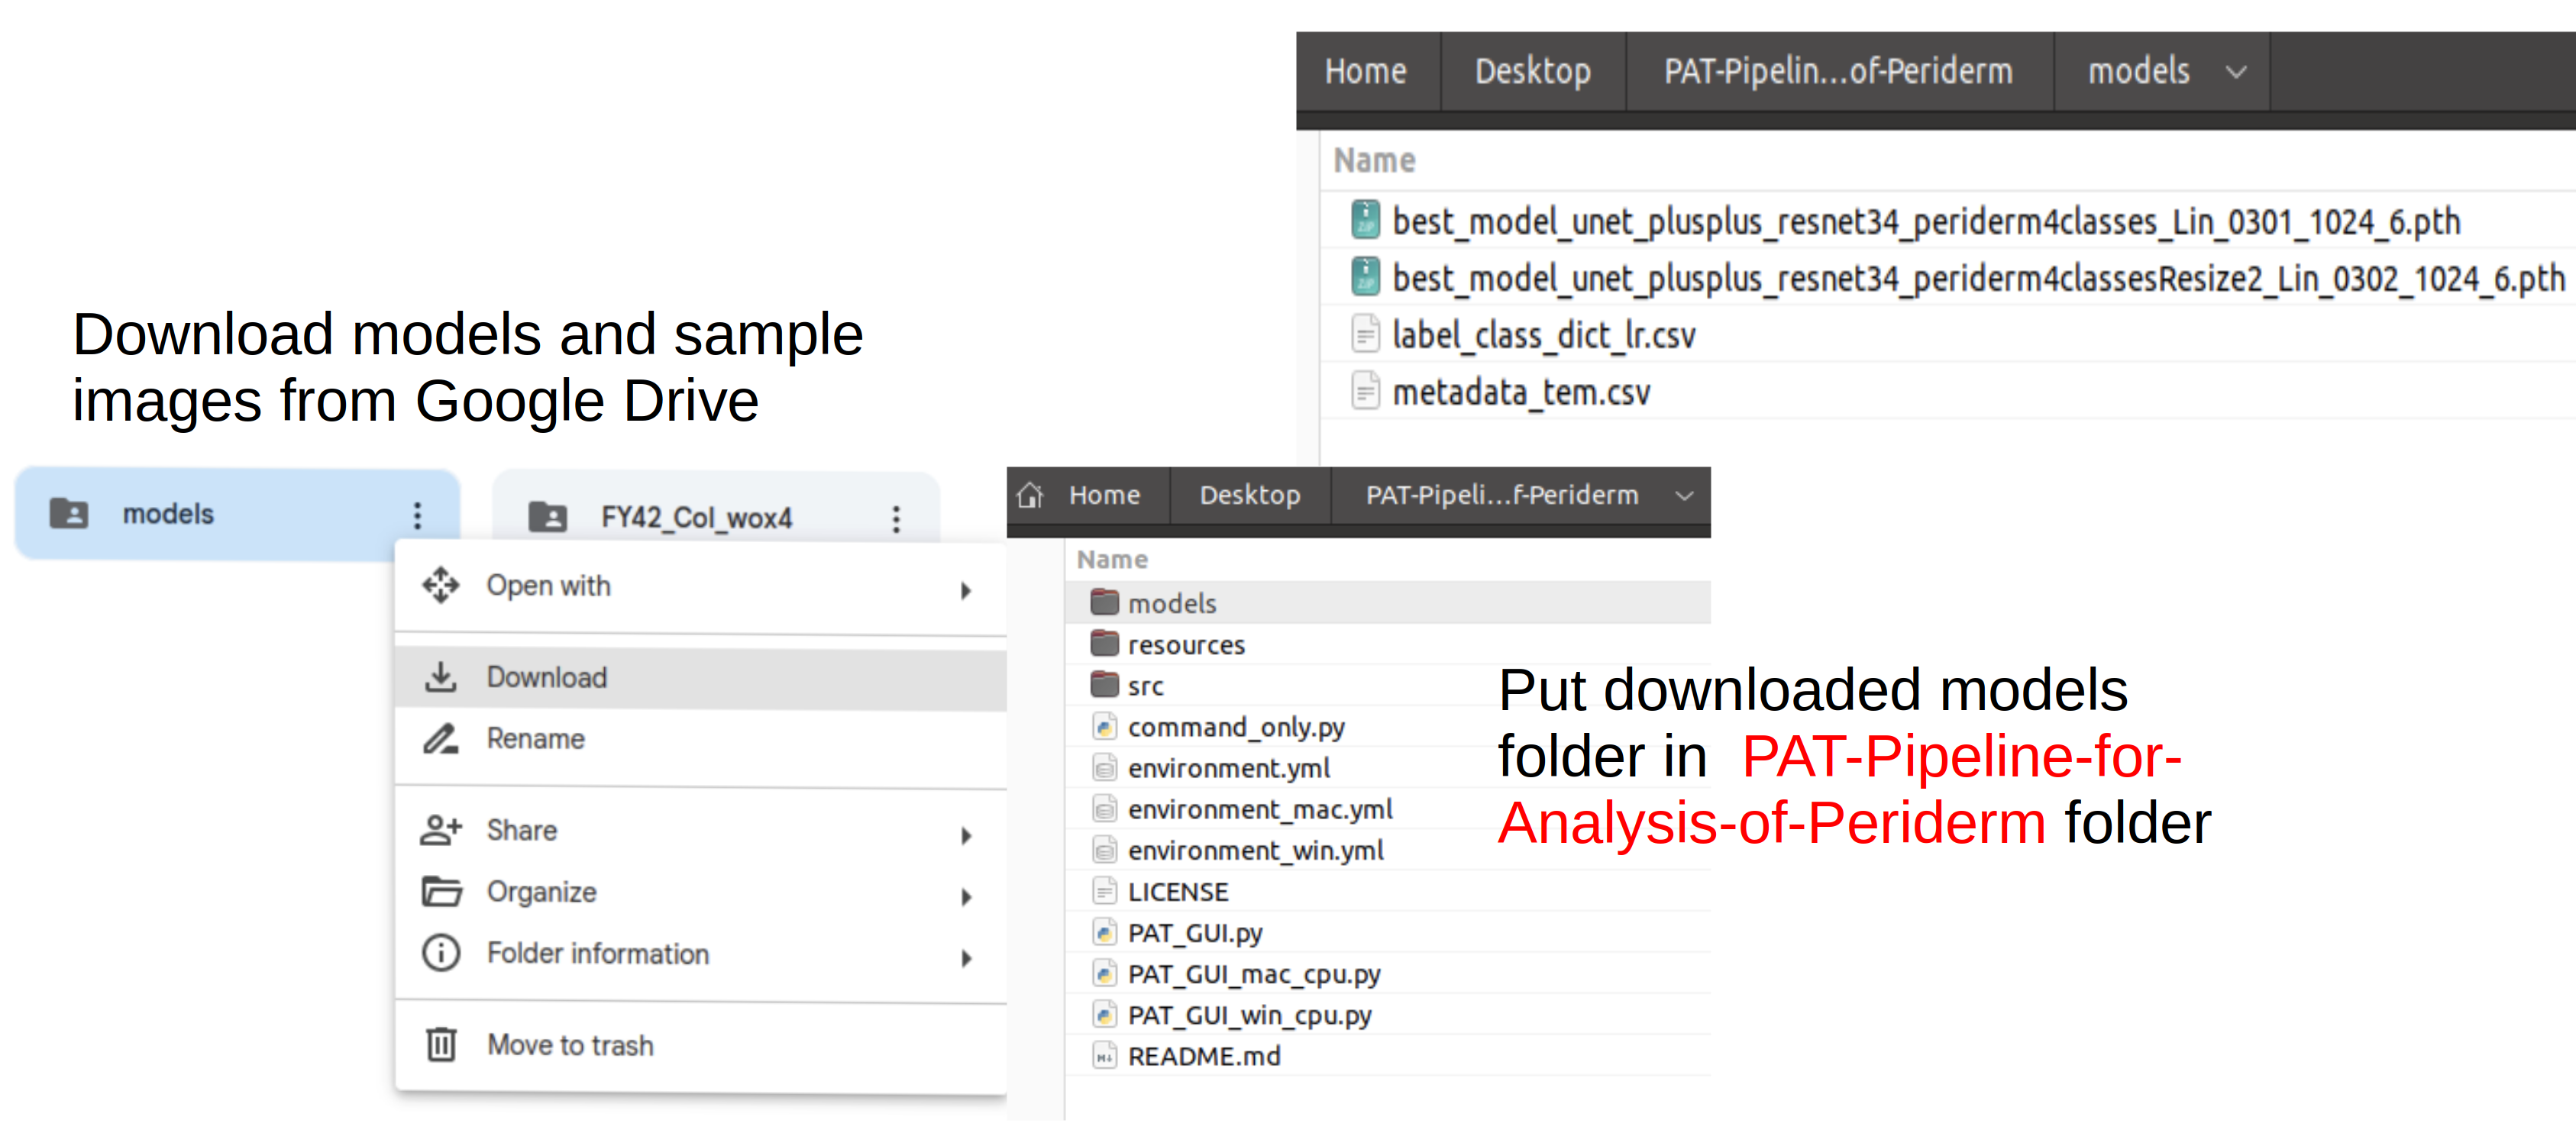 Download models and sample
images from Google Drive
models
FY42_Col_wox4
Open with
Download
Rename
Share
Organize
Folder information
Move to trash
Home Desktop PAT-Pipelin...of-Periderm models
Name
best_model_unet_plusplus_resnet34_periderm4classes_Lin_0301_1024_6.pth
best_model_unet_plusplus_resnet34_periderm4classesResize2_Lin_0302_1024_6.pth
label_class_dict_lr.csv
metadata_tem.csv
Home Desktop PAT-Pipeli...f-Periderm
Name
models
resources
src
command_only.py
environment.yml
environment_mac.yml
environment_win.yml
LICENSE
PAT_GUI.py
PAT_GUI_mac_cpu.py
PAT_GUI_win_cpu.py
README.md
Put downloaded models
folder in PAT-Pipeline-for-
Analysis-of-Periderm folder